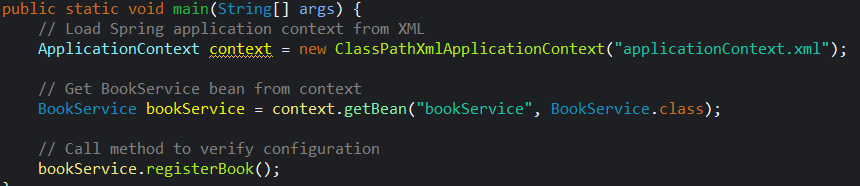 public static void main(String[] args) {
// Load Spring application context from XML
ApplicationContext context = new ClassPathXmlApplicationContext("applicationContext.xml");
// Get BookService bean from context
BookService bookService = context.getBean("bookService", BookService.class);
// Call method to verify configuration
bookService.registerBook();